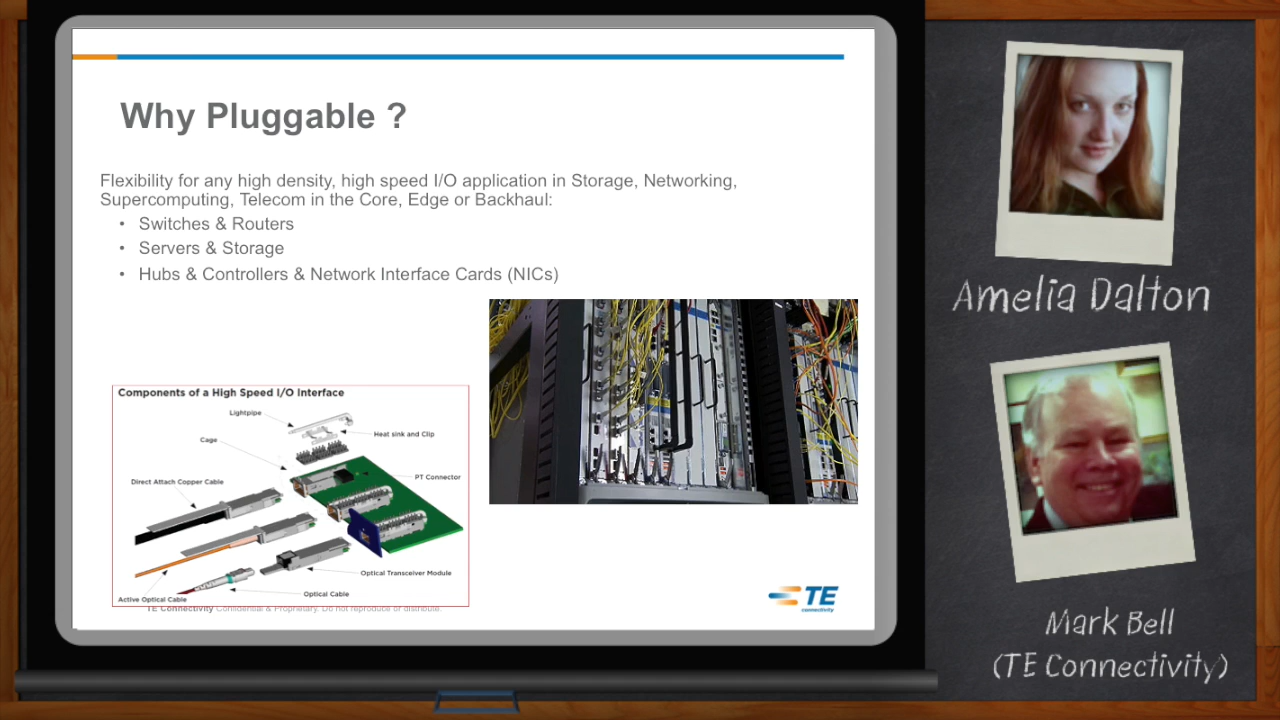 Why Pluggable ?
Flexibility for any high density, high speed I/O application in Storage, Networking,
Supercomputing, Telecom in the Core, Edge or Backhaul:
• Switches & Routers
• Servers & Storage
• Hubs & Controllers & Network Interface Cards (NICs)
Components of a High Speed I/O Interface
Lightpipe
Heat sink and Clip
Cage
PT Connector
Direct Attach Copper Cable
Optical Transceiver Module
Optical Cable
Active Optical Cable
TE Connectivity Confidential & Proprietary. Do not reproduce or distribute.
TE
connectivity
Amelia Dalton
Mark Bell
(TE Connectivity)